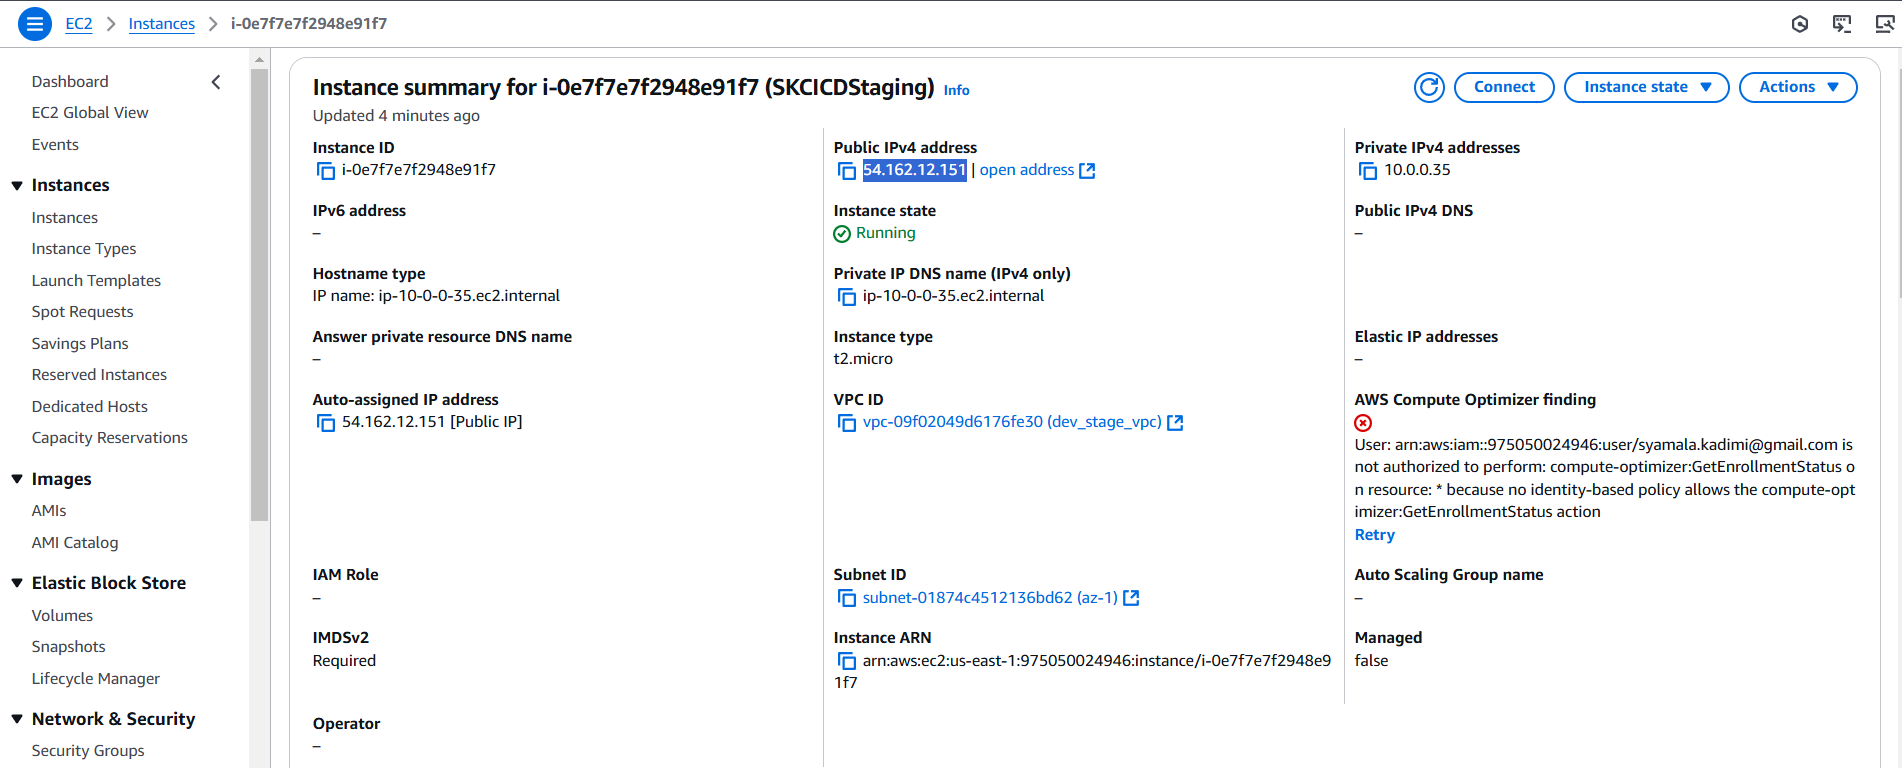 EC2 > Instances > i-0e7f7e7f2948e91f7
Dashboard
EC2 Global View
Events
Instances
Instances
Instance Types
Launch Templates
Spot Requests
Savings Plans
Reserved Instances
Dedicated Hosts
Capacity Reservations
Images
AMIs
AMI Catalog
Elastic Block Store
Volumes
Snapshots
Lifecycle Manager
Network & Security
Security Groups
Instance summary for i-0e7f7e7f2948e91f7 (SKCICDStaging) Info
Updated 4 minutes ago
Connect
Instance state
Actions
Instance ID
i-0e7f7e7f2948e91f7
Public IPv4 address
54.162.12.151 | open address
Private IPv4 addresses
10.0.0.35
IPv6 address
–
Instance state
Running
Public IPv4 DNS
–
Hostname type
IP name: ip-10-0-0-35.ec2.internal
Private IP DNS name (IPv4 only)
ip-10-0-0-35.ec2.internal
Answer private resource DNS name
–
Instance type
t2.micro
Elastic IP addresses
–
Auto-assigned IP address
54.162.12.151 [Public IP]
VPC ID
vpc-09f02049d6176fe30 (dev_stage_vpc)
AWS Compute Optimizer finding
User: arn:aws:iam::975050024946:user/syamala.kadimi@gmail.com is
not authorized to perform: compute-optimizer:GetEnrollmentStatus o
n resource: * because no identity-based policy allows the compute-opt
imizer:GetEnrollmentStatus action
Retry
IAM Role
–
Subnet ID
subnet-01874c4512136bd62 (az-1)
Auto Scaling Group name
–
IMDSv2
Required
Instance ARN
arn:aws:ec2:us-east-1:975050024946:instance/i-0e7f7e7f2948e9
1f7
Managed
false
Operator
–